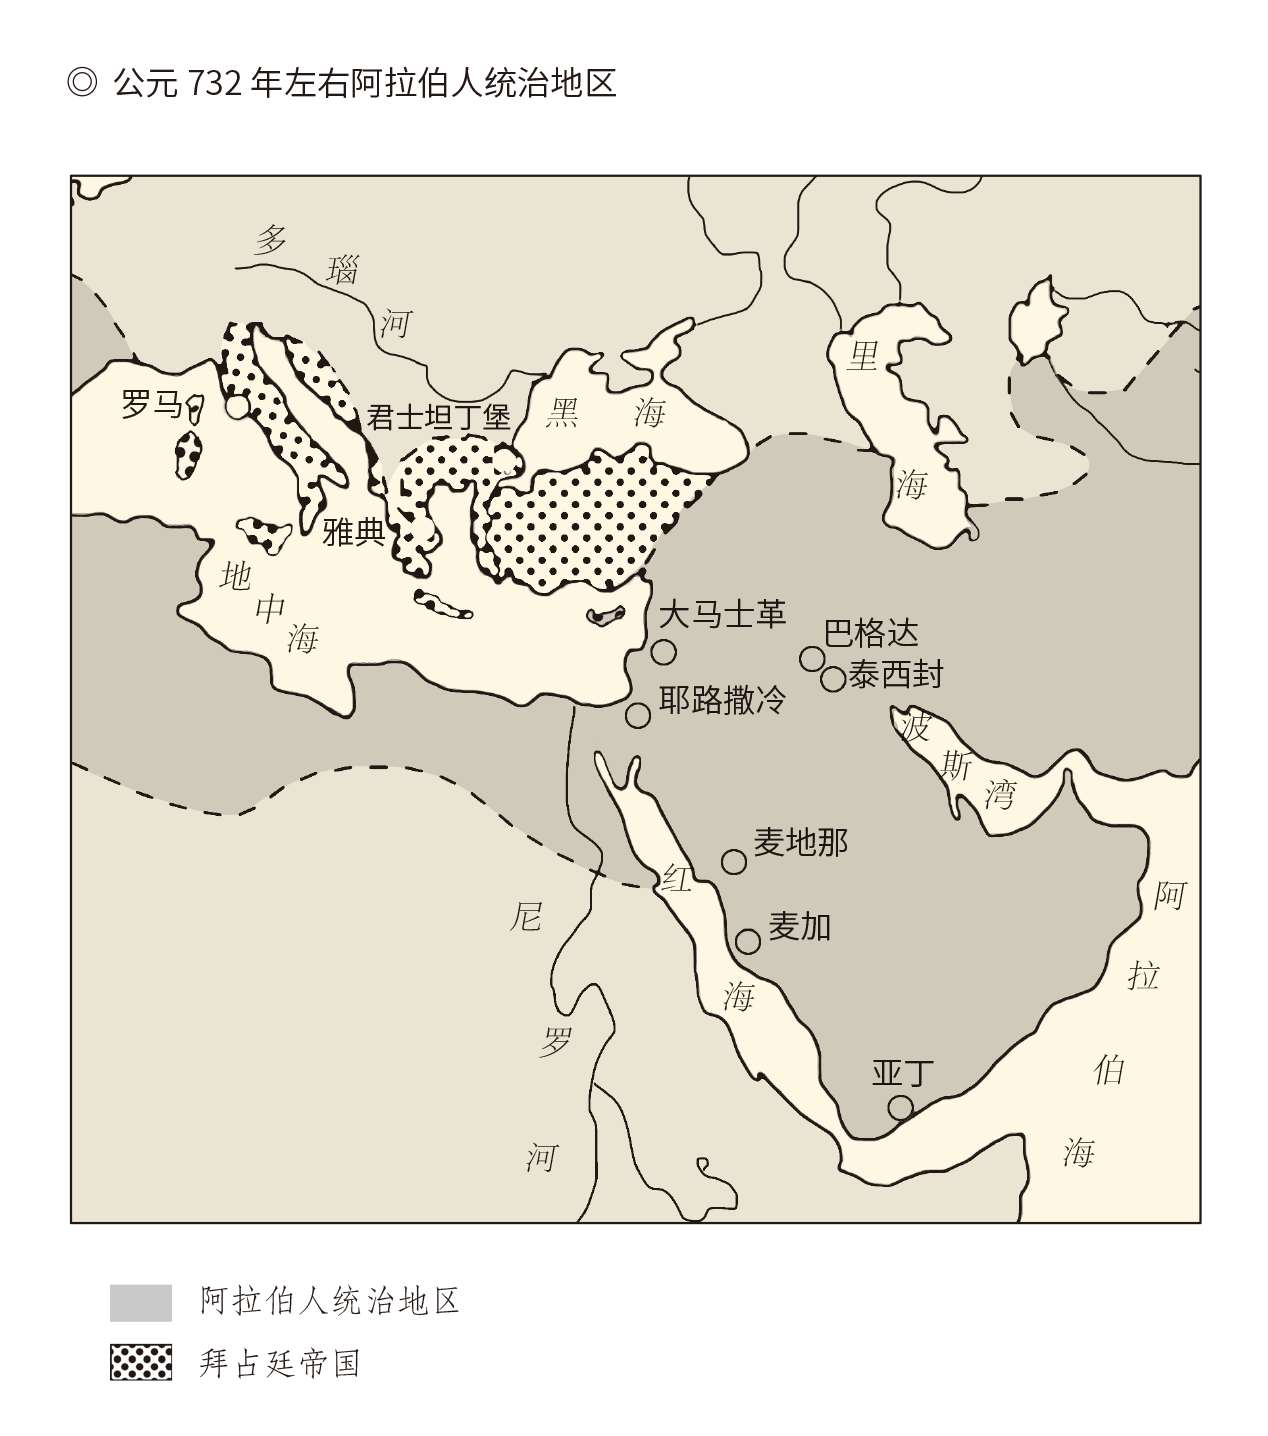 ◎ 公元 732 年左右阿拉伯人统治地区
多瑙河
里海
罗马
君士坦丁堡
黑海
雅典
地中海
大马士革
巴格达
泰西封
耶路撒冷
波斯湾
麦地那
红海
麦加
尼罗河
阿拉伯海
亚丁
阿拉伯人统治地区
拜占廷帝国